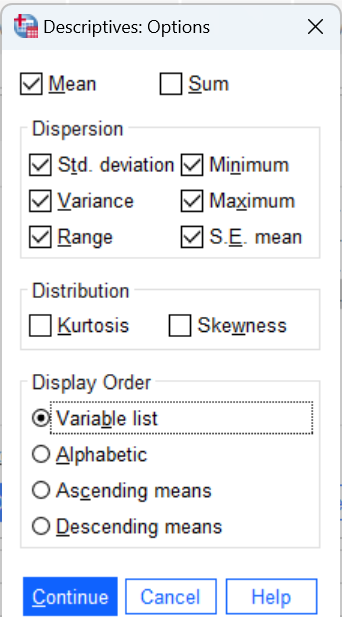 Descriptives: Options
Mean Sum
Dispersion
Std. deviation Minimum
Variance Maximum
Range S.E. mean
Distribution
Kurtosis Skewness
Display Order
Variable list
Alphabetic
Ascending means
Descending means
Continue Cancel Help